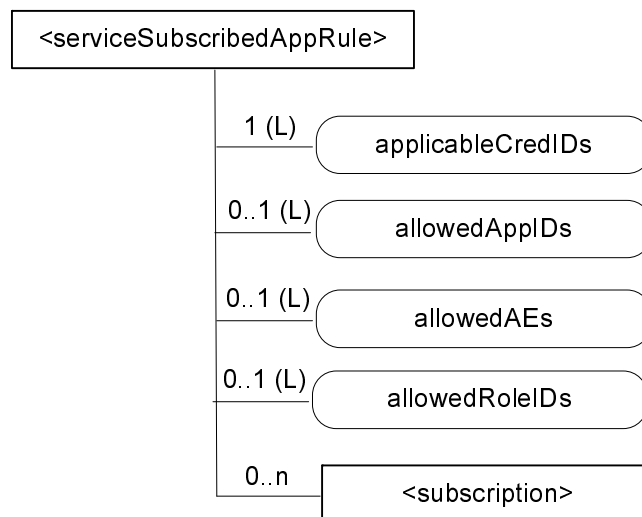 <serviceSubscribedAppRule>
1 (L)
applicableCredIDs
0..1 (L)
allowedAppIDs
0..1 (L)
allowedAEs
0..1 (L)
allowedRoleIDs
0..n
<subscription>